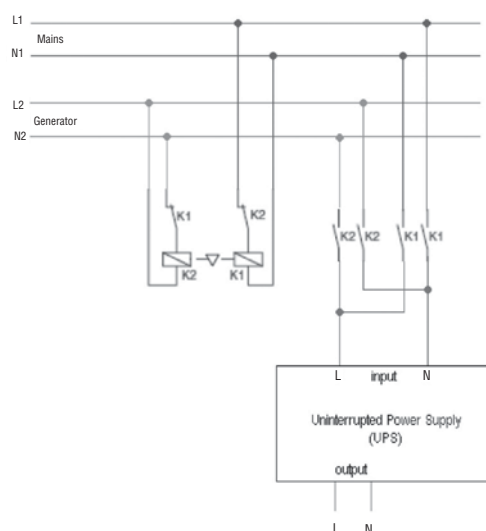 L1
Mains
N1
L2
Generator
N2
K1
K2
K2
K1
K2
K2
K1
K1
L input N
Uninterrupted Power Supply
(UPS)
output
L N